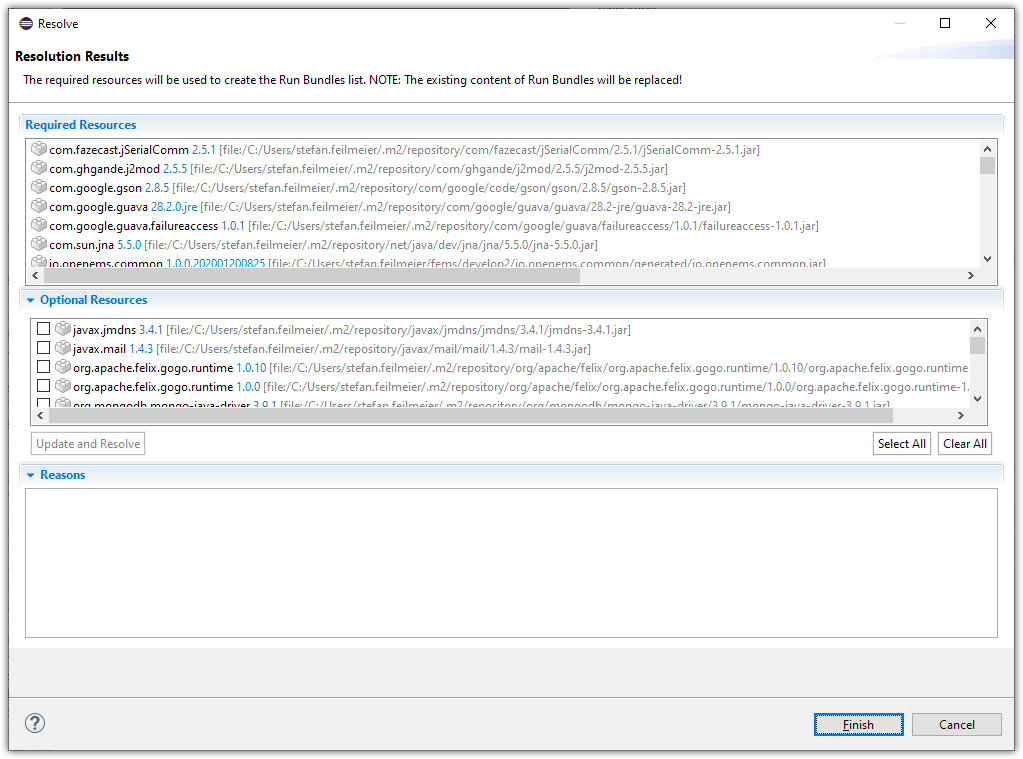 Resolve
Resolution Results
The required resources will be used to create the Run Bundles list. NOTE: The existing content of Run Bundles will be replaced!
Required Resources
com.fazecast.jSerialComm 2.5.1 [file:/C:/Users/stefan.feilmeier/.m2/repository/com/fazecast/jSerialComm/2.5.1/jSerialComm-2.5.1.jar]
com.ghgande.j2mod 2.5.5 [file:/C:/Users/stefan.feilmeier/.m2/repository/com/ghgande/j2mod/2.5.5/j2mod-2.5.5.jar]
com.google.gson 2.8.5 [file:/C:/Users/stefan.feilmeier/.m2/repository/com/google/code/gson/gson/2.8.5/gson-2.8.5.jar]
com.google.guava 28.2.0.jre [file:/C:/Users/stefan.feilmeier/.m2/repository/com/google/guava/guava/28.2-jre/guava-28.2-jre.jar]
com.google.guava.failureaccess 1.0.1 [file:/C:/Users/stefan.feilmeier/.m2/repository/com/google/guava/failureaccess/1.0.1/failureaccess-1.0.1.jar]
com.sun.jna 5.5.0 [file:/C:/Users/stefan.feilmeier/.m2/repository/net/java/dev/jna/jna/5.5.0/jna-5.5.0.jar]
io.openems.common 1.0.0.202001200825 [file:/C:/Users/stefan.feilmeier/fems/develop2/io.openems.common/generated/io.openems.common.jar]
Optional Resources
javax.jmdns 3.4.1 [file:/C:/Users/stefan.feilmeier/.m2/repository/javax/jmdns/jmdns/3.4.1/jmdns-3.4.1.jar]
javax.mail 1.4.3 [file:/C:/Users/stefan.feilmeier/.m2/repository/javax/mail/mail/1.4.3/mail-1.4.3.jar]
org.apache.felix.gogo.runtime 1.0.10 [file:/C:/Users/stefan.feilmeier/.m2/repository/org/apache/felix/org.apache.felix.gogo.runtime/1.0.10/org.apache.felix.gogo.runtime
org.apache.felix.gogo.runtime 1.0.0 [file:/C:/Users/stefan.feilmeier/.m2/repository/org/apache/felix/org.apache.felix.gogo.runtime/1.0.0/org.apache.felix.gogo.runtime-1.
org.mongodb.mongo-java-driver 3.9.1 [file:/C:/Users/stefan.feilmeier/.m2/repository/org/mongodb/mongo-java-driver/3.9.1/mongo-java-driver-3.9.1.jar]
Update and Resolve
Select All
Clear All
Reasons
Finish
Cancel